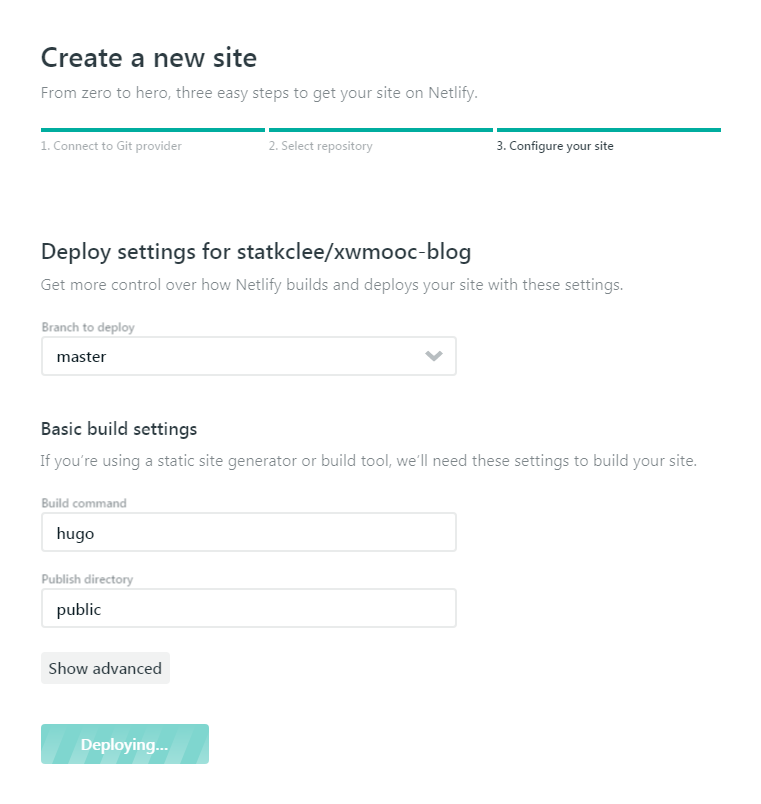 Create a new site
From zero to hero, three easy steps to get your site on Netlify.
1. Connect to Git provider
2. Select repository
3. Configure your site
Deploy settings for statkclee/xwmooc-blog
Get more control over how Netlify builds and deploys your site with these settings.
Branch to deploy
master
Basic build settings
If you're using a static site generator or build tool, we'll need these settings to build your site.
Build command
hugo
Publish directory
public
Show advanced
Deploying...